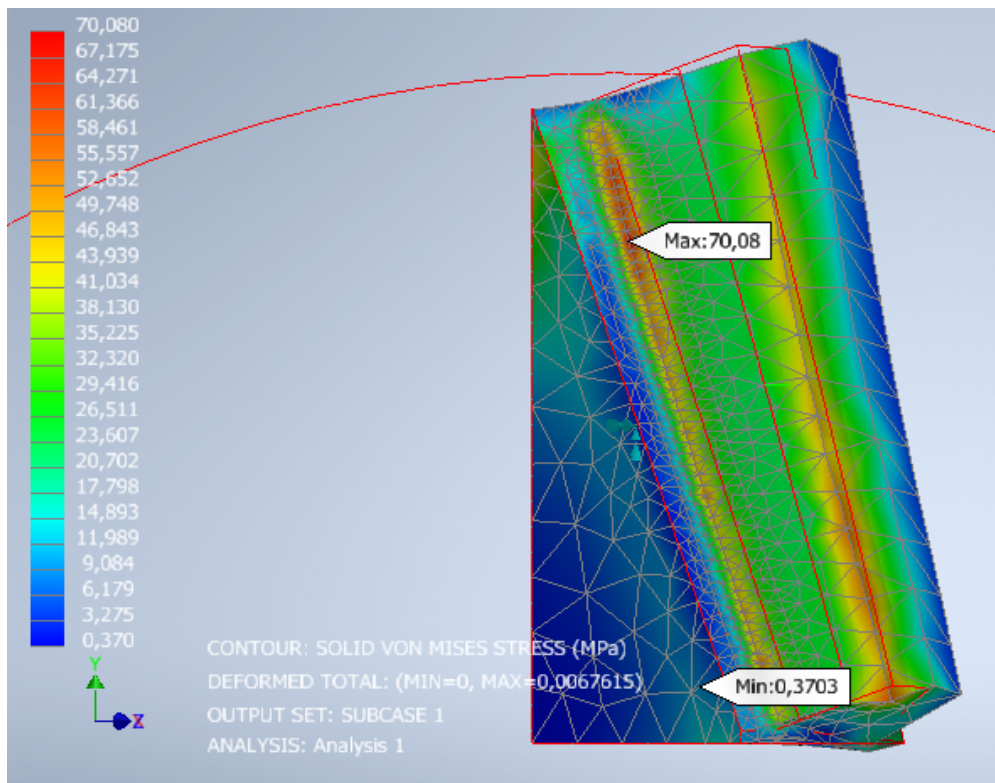 70,080
67,175
64,271
61,366
58,461
55,557
52,652
49,748
46,843
43,939
41,034
38,130
35,225
32,320
29,416
26,511
23,607
20,702
17,798
14,893
11,989
9,084
6,179
3,275
0,370
Max:70,08
Min:0,3703
CONTOUR: SOLID VON MISES STRESS (MPa)
DEFORMED TOTAL: (MIN=0, MAX=0,0067615)
OUTPUT SET: SUBCASE 1
ANALYSIS: Analysis 1
Y
X
Z